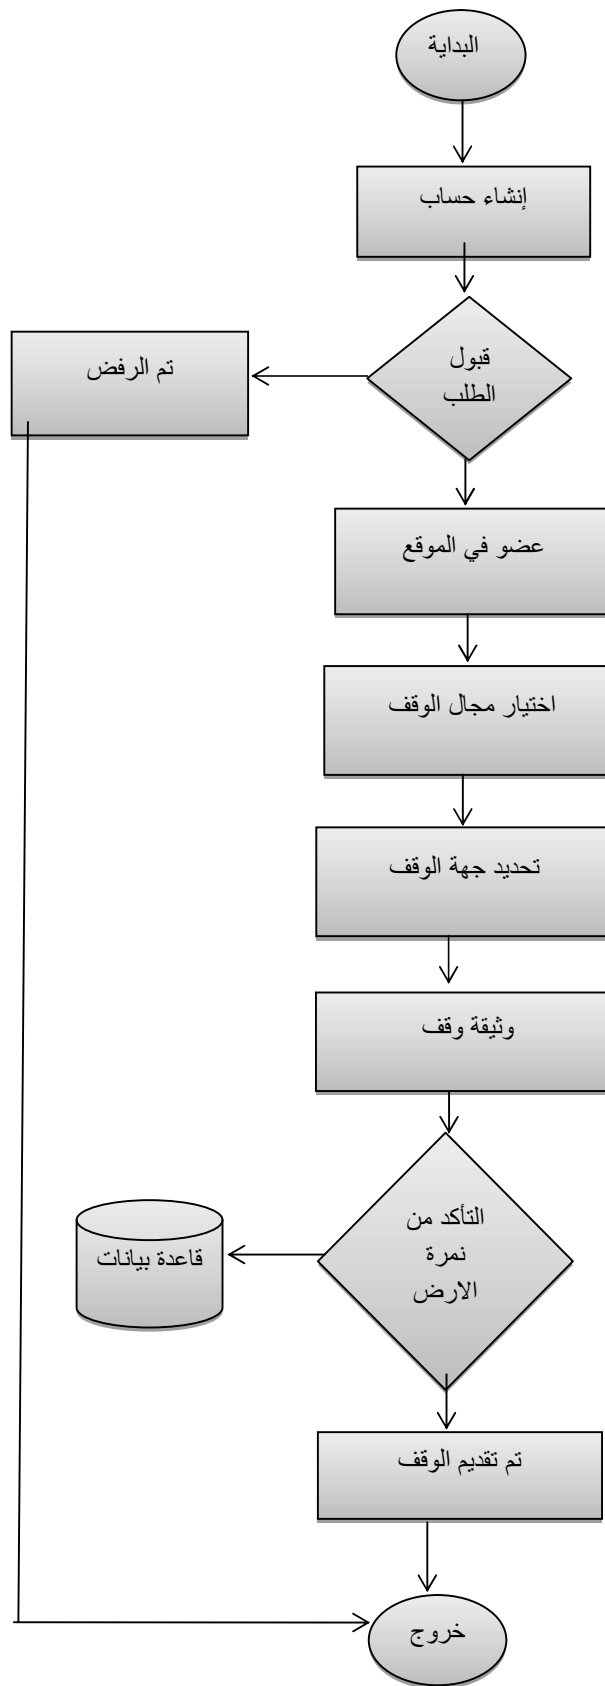 البداية
إنشاء حساب
قبول
الطلب
تم الرفض
عضو في الموقع
اختيار مجال الوقف
تحديد جهة الوقف
وثيقة وقف
التأكد من
نمرة
الارض
قاعدة بيانات
تم تقديم الوقف
خروج